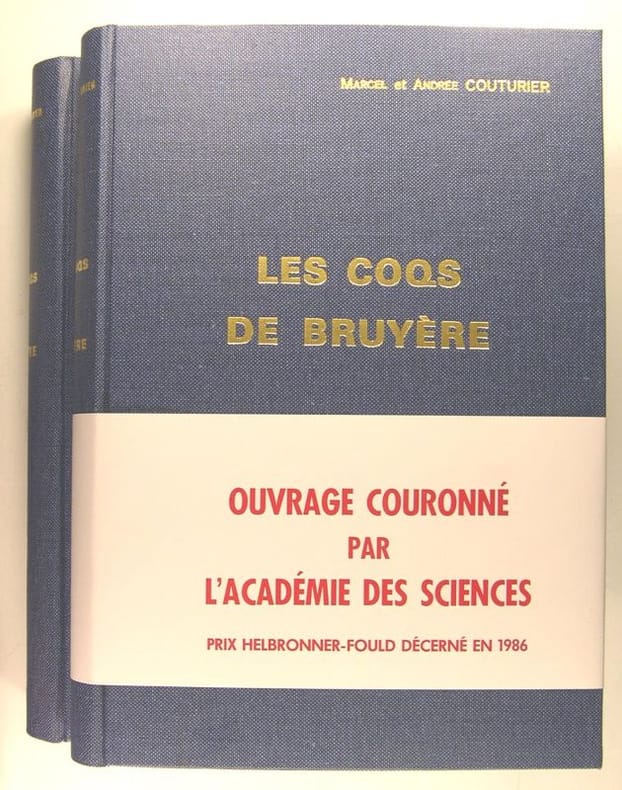 MARCEL et ANDRÉE COUTURIER
LES COQS
DE BRUYÈRE
OUVRAGE COURONNÉ
PAR
L'ACADÉMIE DES SCIENCES
PRIX HELBRONNER-FOULD DÉCERNÉ EN 1986